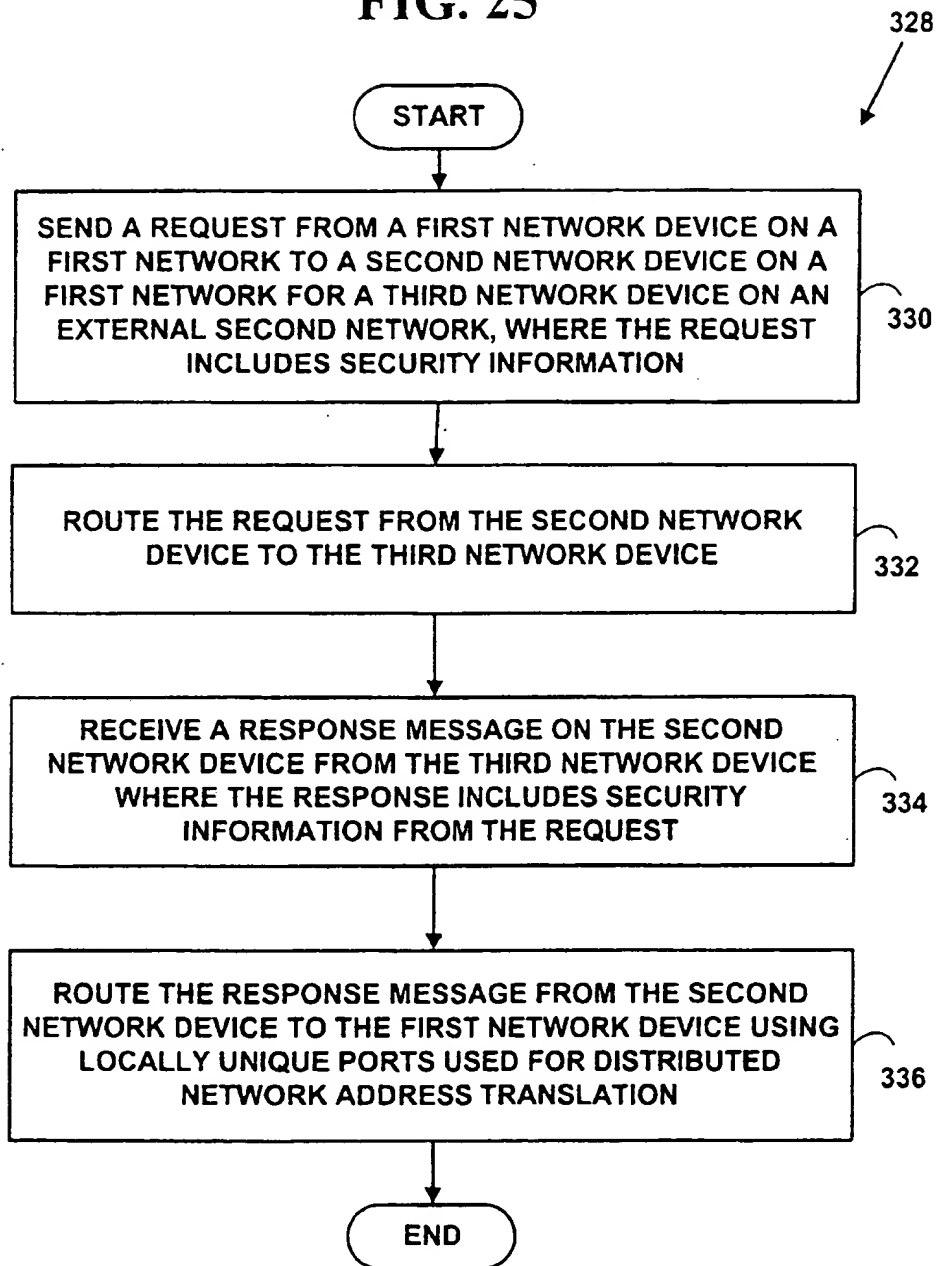 FIG. 25
328
START
SEND A REQUEST FROM A FIRST NETWORK DEVICE ON A
FIRST NETWORK TO A SECOND NETWORK DEVICE ON A
FIRST NETWORK FOR A THIRD NETWORK DEVICE ON AN
EXTERNAL SECOND NETWORK, WHERE THE REQUEST
INCLUDES SECURITY INFORMATION
330
ROUTE THE REQUEST FROM THE SECOND NETWORK
DEVICE TO THE THIRD NETWORK DEVICE
332
RECEIVE A RESPONSE MESSAGE ON THE SECOND
NETWORK DEVICE FROM THE THIRD NETWORK DEVICE
WHERE THE RESPONSE INCLUDES SECURITY
INFORMATION FROM THE REQUEST
334
ROUTE THE RESPONSE MESSAGE FROM THE SECOND
NETWORK DEVICE TO THE FIRST NETWORK DEVICE USING
LOCALLY UNIQUE PORTS USED FOR DISTRIBUTED
NETWORK ADDRESS TRANSLATION
336
END